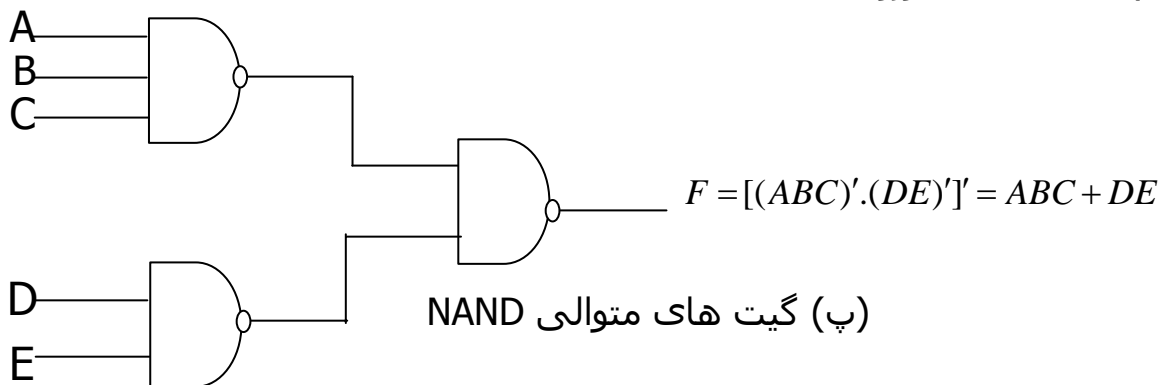 A
B
C
F = [(ABC)′.(DE)′]′ = ABC + DE
D
(پ) گیت های متوالی NAND
E